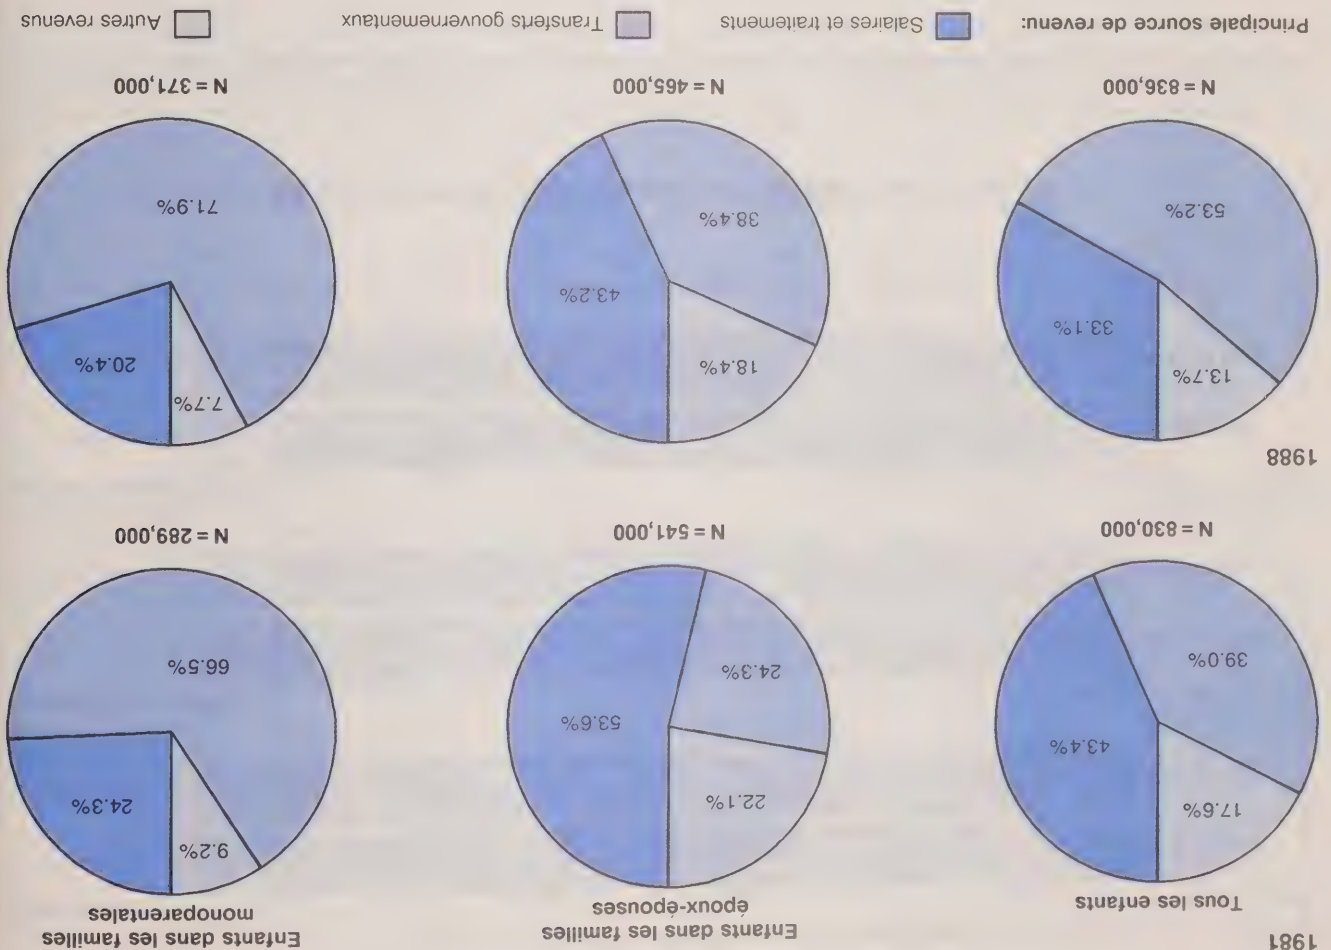 1981
Tous les enfants
Enfants dans les familles
époux-épouses
Enfants dans les familles
monoparentales
17.6%
43.4%
39.0%
N = 830,000
22.1%
53.6%
24.3%
N = 541,000
9.2%
24.3%
66.5%
N = 289,000
1988
13.7%
33.1%
53.2%
N = 836,000
18.4%
43.2%
38.4%
N = 465,000
7.7%
20.4%
71.9%
N = 371,000
Principale source de revenu: Salaires et traitements Transferts gouvernementaux Autres revenus